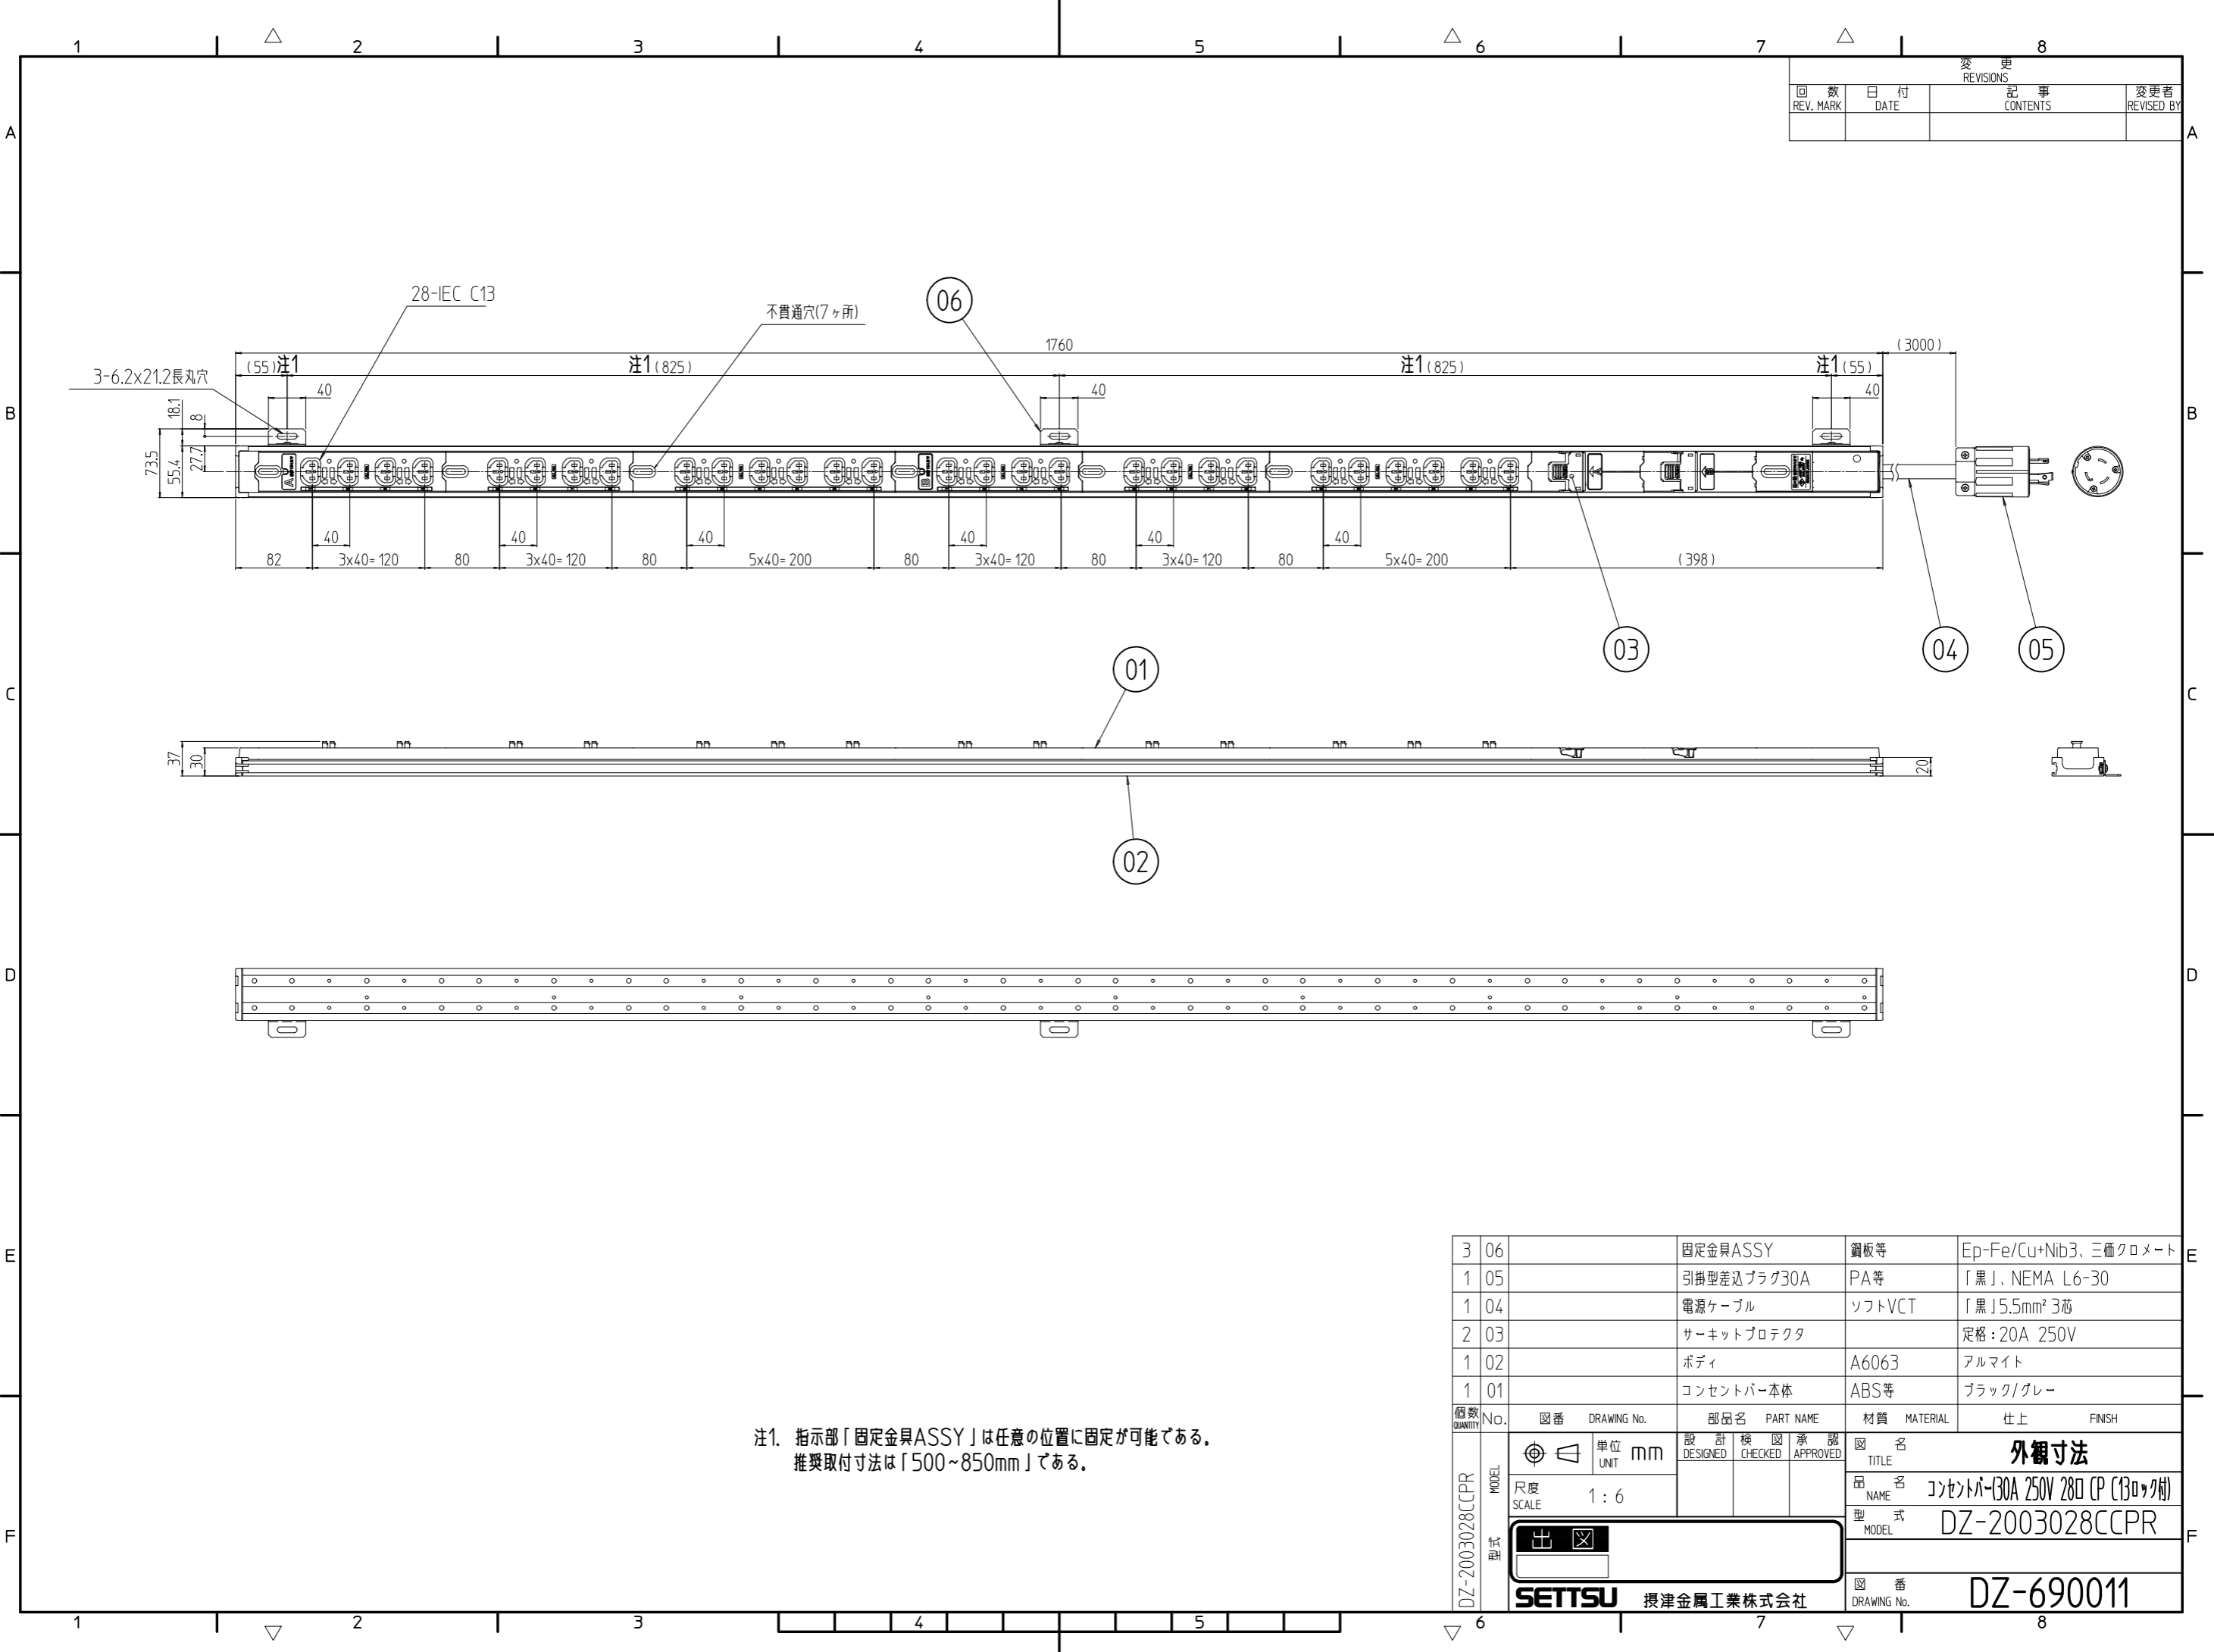 1 2 3 4 5 6 7 8
変 更
REVISIONS
回 数 日 付 記 事 変更者
REV. MARK DATE CONTENTS REVISED BY
A A
28-IEC C13
不貫通穴(7ヶ所)
06
1760
(3000)
(55) 注1 注1 (825) 注1 (825) 注1 (55)
3-6.2x21.2長丸穴
40 40 40
B B
18.1
8
73.5
55.4
27.7
A B A B
40 40 40 40 40 40
82 3x40=120 80 3x40=120 80 5x40=200 80 3x40=120 80 3x40=120 80 5x40=200 (398)
03 04 05
01
C C
37
30
20
02
D D
E E
3 06 固定金具ASSY 鋼板等 Ep-Fe/Cu+Nib3、三価クロメート
1 05 引掛型差込プラグ30A PA等 「黒」、NEMA L6-30
1 04 電源ケーブル ソフトVCT 「黒」5.5mm² 3芯
2 03 サーキットプロテクタ 定格：20A 250V
1 02 ボディ A6063 アルマイト
1 01 コンセントバー本体 ABS等 ブラック/グレー
個数 QUANTITY No. 図番 DRAWING No. 部品名 PART NAME 材質 MATERIAL 仕上 FINISH
注1. 指示部「固定金具ASSY」は任意の位置に固定が可能である。
推奨取付寸法は「500~850mm」である。
DZ-2003028CCPR
型式 MODEL
単位 UNIT mm
尺度 SCALE 1：6
設 計 検 図 承 認
DESIGNED CHECKED APPROVED
図 名 TITLE 外観寸法
品 名 NAME コンセントバー(30A 250V 28口 CP C13ロック付)
型 式 MODEL DZ-2003028CCPR
F F
出 図
SETTSU 摂津金属工業株式会社
図 番 DRAWING No. DZ-690011
1 2 3 4 5 6 7 8